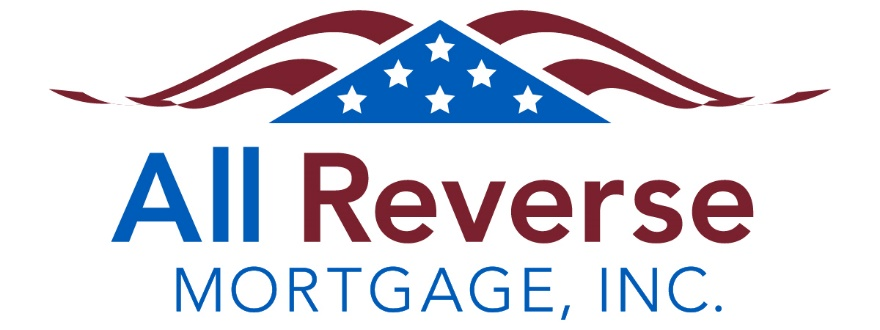 All Reverse
MORTGAGE, INC.